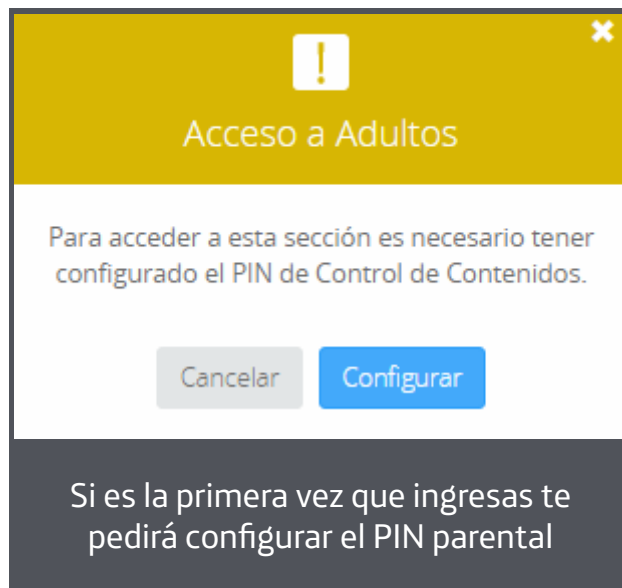 Acceso a Adultos
Para acceder a esta sección es necesario tener
configurado el PIN de Control de Contenidos.
Cancelar Configurar
Si es la primera vez que ingresas te
pedirá configurar el PIN parental